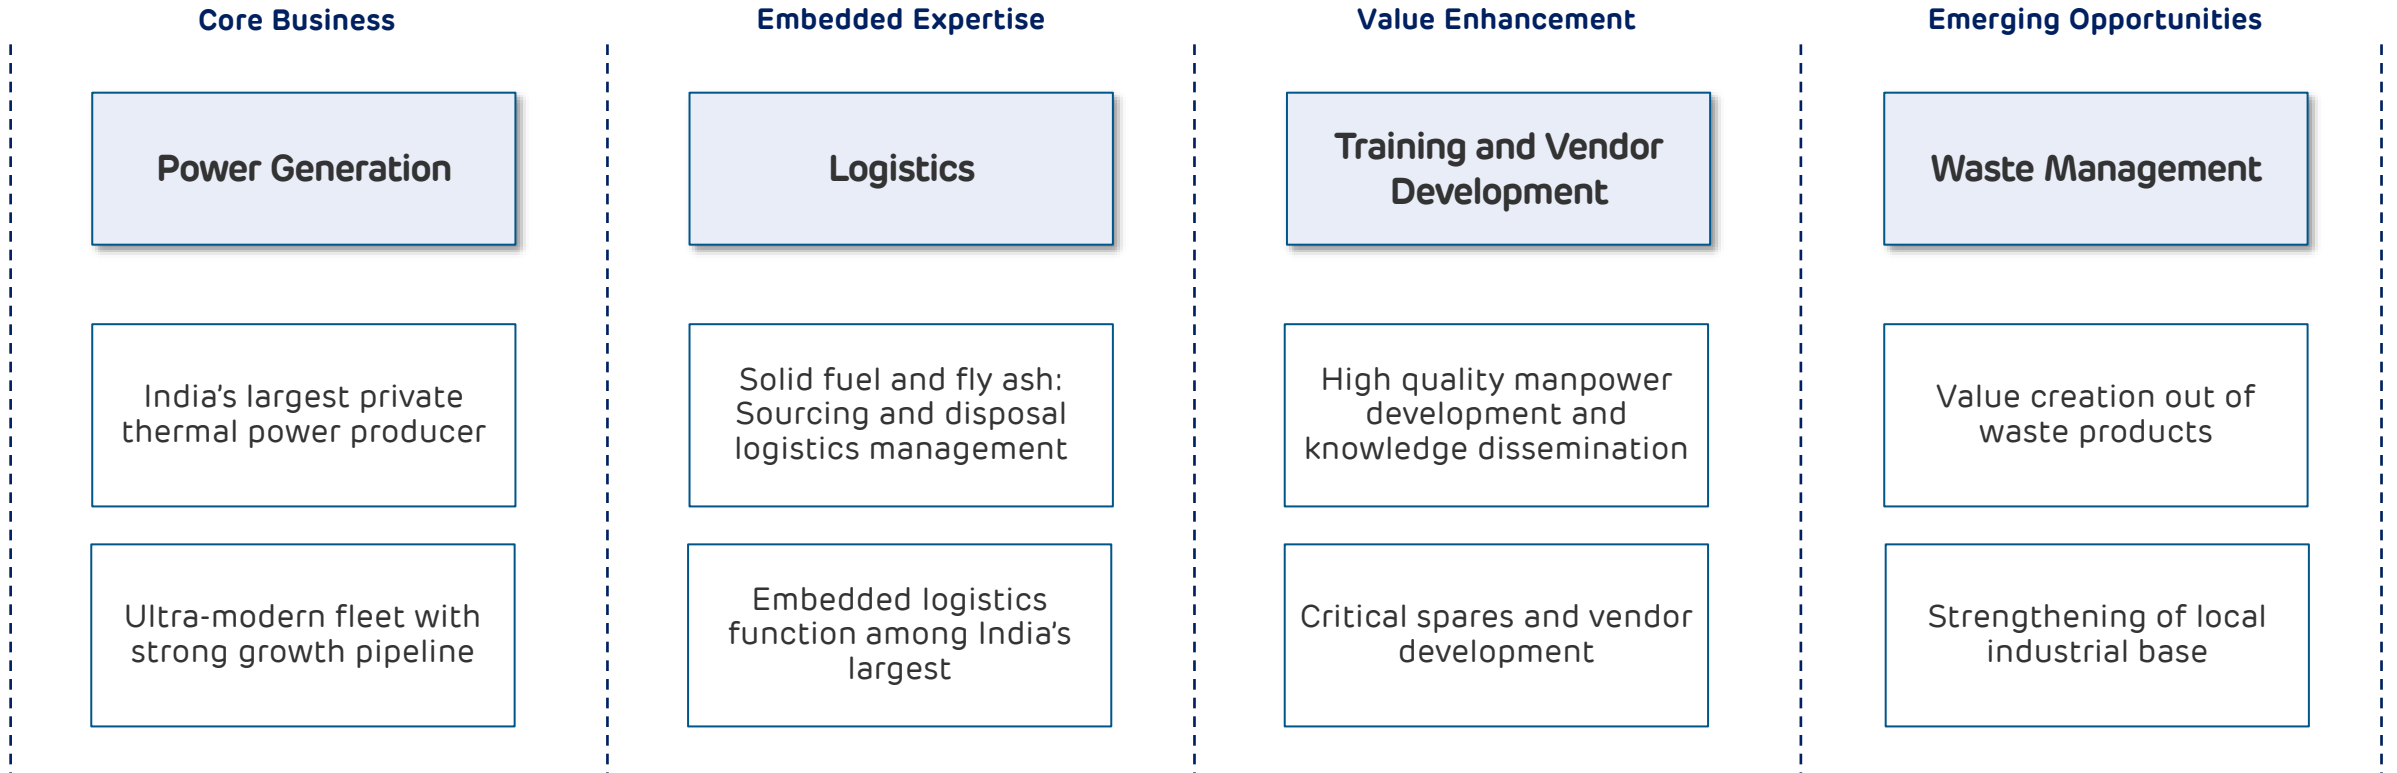 Core Business
Embedded Expertise
Value Enhancement
Emerging Opportunities
Power Generation
Logistics
Training and Vendor
Development
Waste Management
India's largest private
thermal power producer
Solid fuel and fly ash:
Sourcing and disposal
logistics management
High quality manpower
development and
knowledge dissemination
Value creation out of
waste products
Ultra-modern fleet with
strong growth pipeline
Embedded logistics
function among India's
largest
Critical spares and vendor
development
Strengthening of local
industrial base